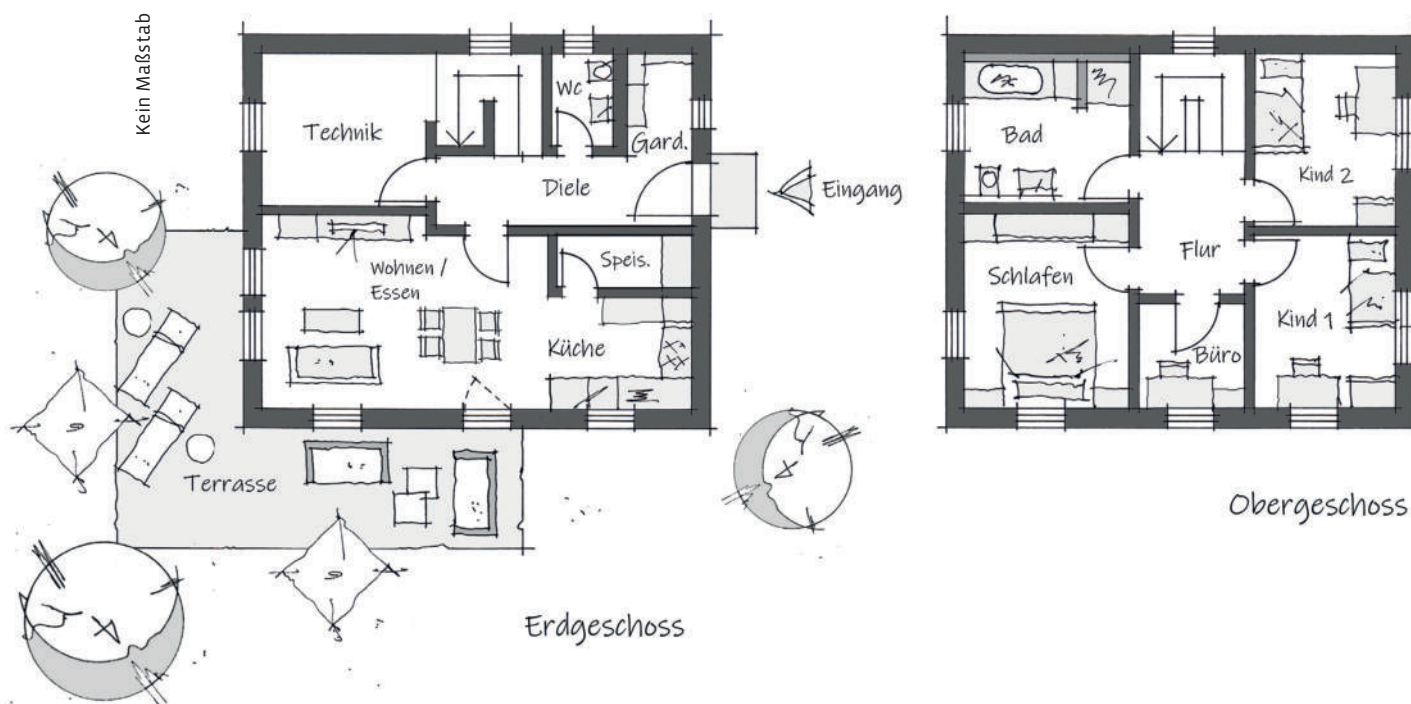 Kein Maßstab
Technik
Wc
Gard.
Diele
Eingang
Wohnen /
Essen
Speis.
Küche
Terrasse
Erdgeschoss
Bad
Kind 2
Schlafen
Flur
Kind 1
Büro
Obergeschoss